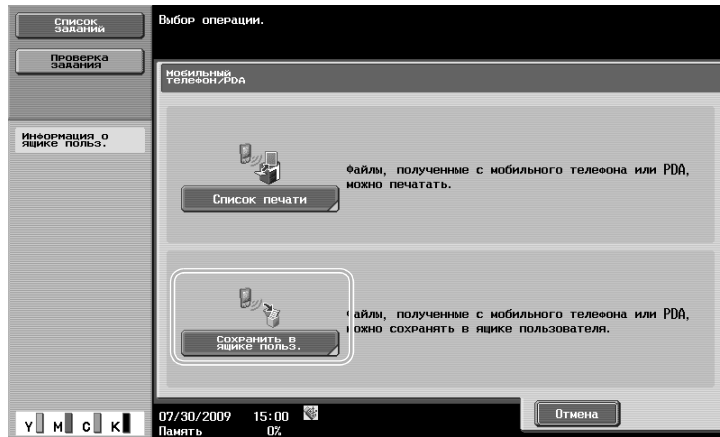 Список
заданий
Проверка
задания
Информация о
ящике польз.
Выбор операции.
Мобильный
телефон/PDA
Файлы, полученные с мобильного телефона или PDA,
можно печатать.
Список печати
айлы, полученные с мобильного телефона или PDA,
можно сохранять в ящике пользователя.
Сохранить в
ящике польз.
Отмена
Y M C K
07/30/2009 15:00
Память 0%